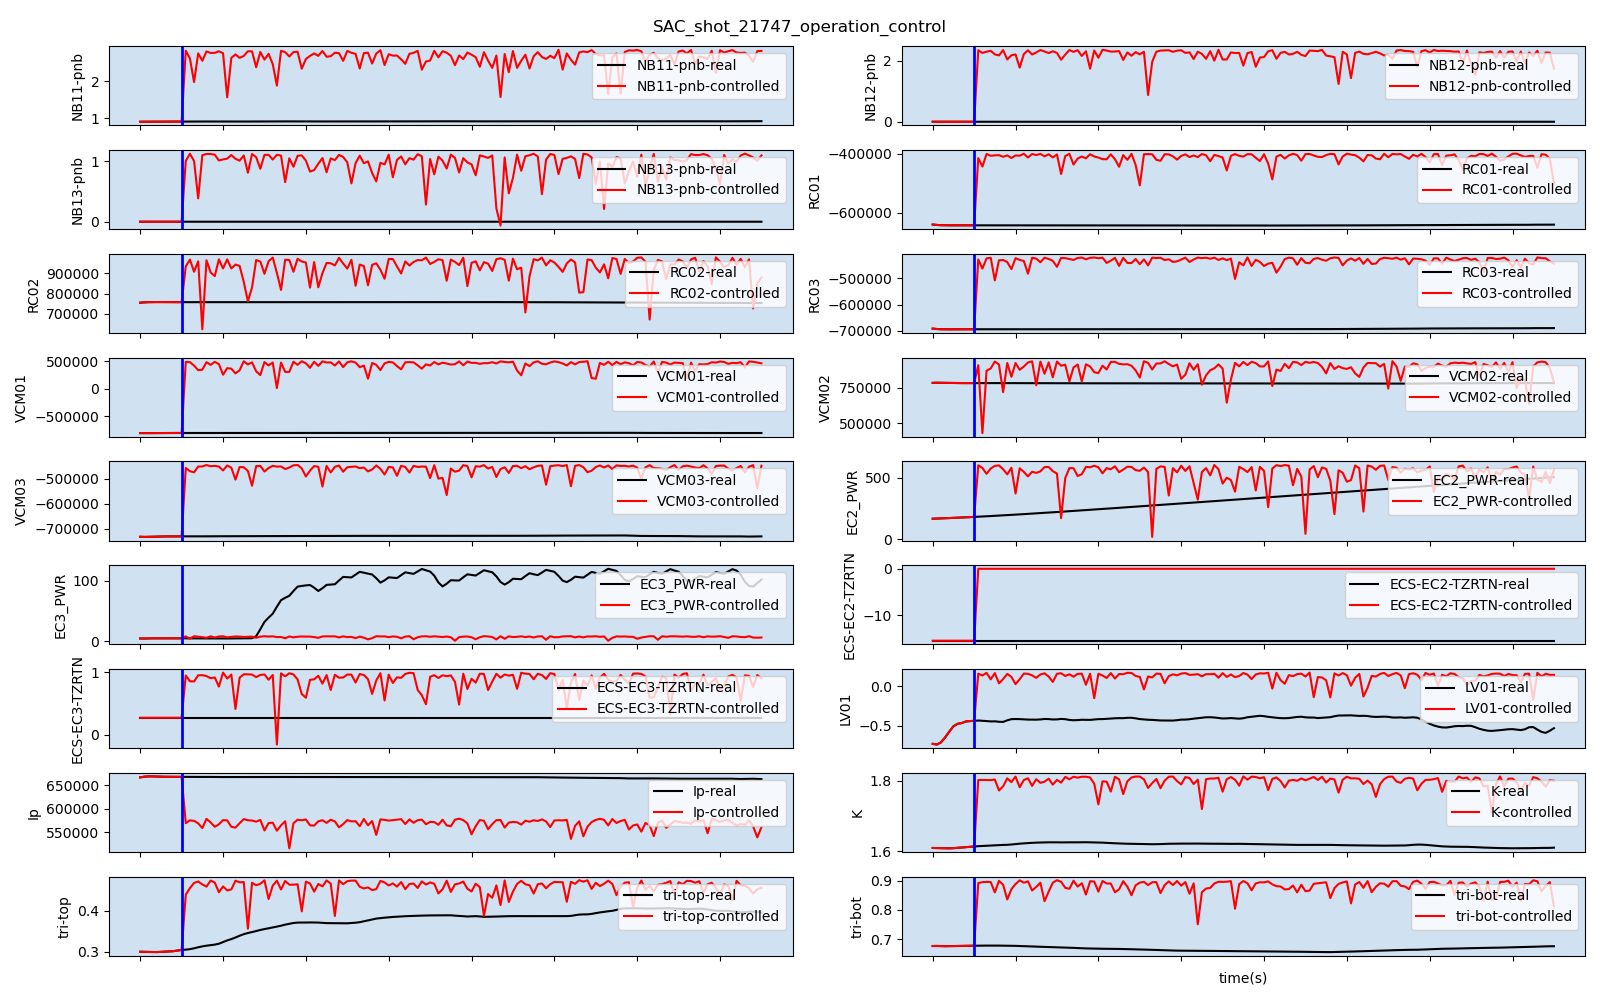 SAC_shot_21747_operation_control
NB11-pnb
2
1
NB11-pnb-real
NB11-pnb-controlled
NB12-pnb
2
0
NB12-pnb-real
NB12-pnb-controlled
NB13-pnb
1
0
NB13-pnb-real
NB13-pnb-controlled
RC01
−400000
−600000
RC01-real
RC01-controlled
RC02
900000
800000
700000
RC02-real
RC02-controlled
RC03
−500000
−600000
−700000
RC03-real
RC03-controlled
VCM01
500000
0
−500000
VCM01-real
VCM01-controlled
VCM02
750000
500000
VCM02-real
VCM02-controlled
VCM03
−500000
−600000
−700000
VCM03-real
VCM03-controlled
EC2_PWR
500
0
EC2_PWR-real
EC2_PWR-controlled
EC3_PWR
100
0
EC3_PWR-real
EC3_PWR-controlled
ECS-EC2-TZRTN
0
−10
ECS-EC2-TZRTN-real
ECS-EC2-TZRTN-controlled
ECS-EC3-TZRTN
1
0
ECS-EC3-TZRTN-real
ECS-EC3-TZRTN-controlled
LV01
0.0
−0.5
LV01-real
LV01-controlled
Ip
650000
600000
550000
Ip-real
Ip-controlled
K
1.8
1.6
K-real
K-controlled
tri-top
0.4
0.3
tri-top-real
tri-top-controlled
tri-bot
0.9
0.8
0.7
tri-bot-real
tri-bot-controlled
time(s)